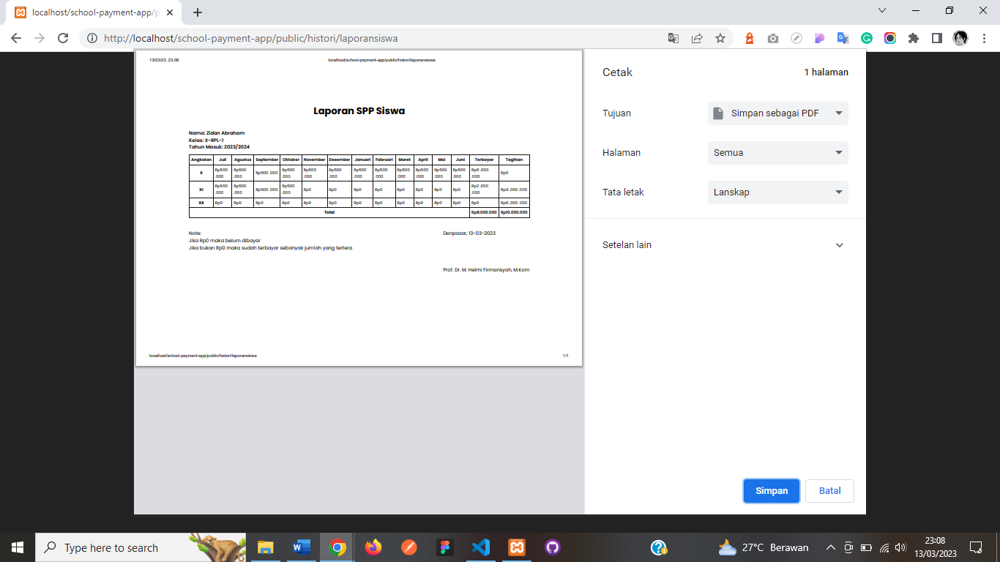 localhost/school-payment-app/p
http://localhost/school-payment-app/public/histori/laporansiswa
13/03/23, 23.08
localhost/school-payment-app/public/histori/laporansiswa
Laporan SPP Siswa
Nama: Zidan Abraham
Kelas: X-RPL-1
Tahun Masuk: 2023/2024
Angkatan Juli Agustus September Oktober November Desember Januari Februari Maret April Mei Juni Terbayar Tagihan
X Rp500 .000 Rp500 .000 Rp500 .000 Rp500 .000 Rp500 .000 Rp500 .000 Rp500 .000 Rp500 .000 Rp500 .000 Rp500 .000 Rp500 .000 Rp500 .000 Rp6 .000 .000 Rp0
XI Rp500 .000 Rp500 .000 Rp500 .000 Rp500 .000 Rp0 Rp0 Rp0 Rp0 Rp0 Rp0 Rp0 Rp0 Rp2 .000 .000 Rp4 .000 .000
XII Rp0 Rp0 Rp0 Rp0 Rp0 Rp0 Rp0 Rp0 Rp0 Rp0 Rp0 Rp0 Rp0 Rp6 .000 .000
Total Rp8.000.000 Rp10.000.000
Note:
Jika Rp0 maka belum dibayar
Jika bukan Rp0 maka sudah terbayar sebanyak jumlah yang tertera
Denpasar, 13-03-2023
Prof. Dr. M. Helmi Firmansyah, M.Kom
localhost/school-payment-app/public/histori/laporansiswa
1/1
Cetak
1 halaman
Tujuan
Simpan sebagai PDF
Halaman
Semua
Tata letak
Lanskap
Setelan lain
Simpan
Batal
Type here to search
27°C Berawan
23:08
13/03/2023